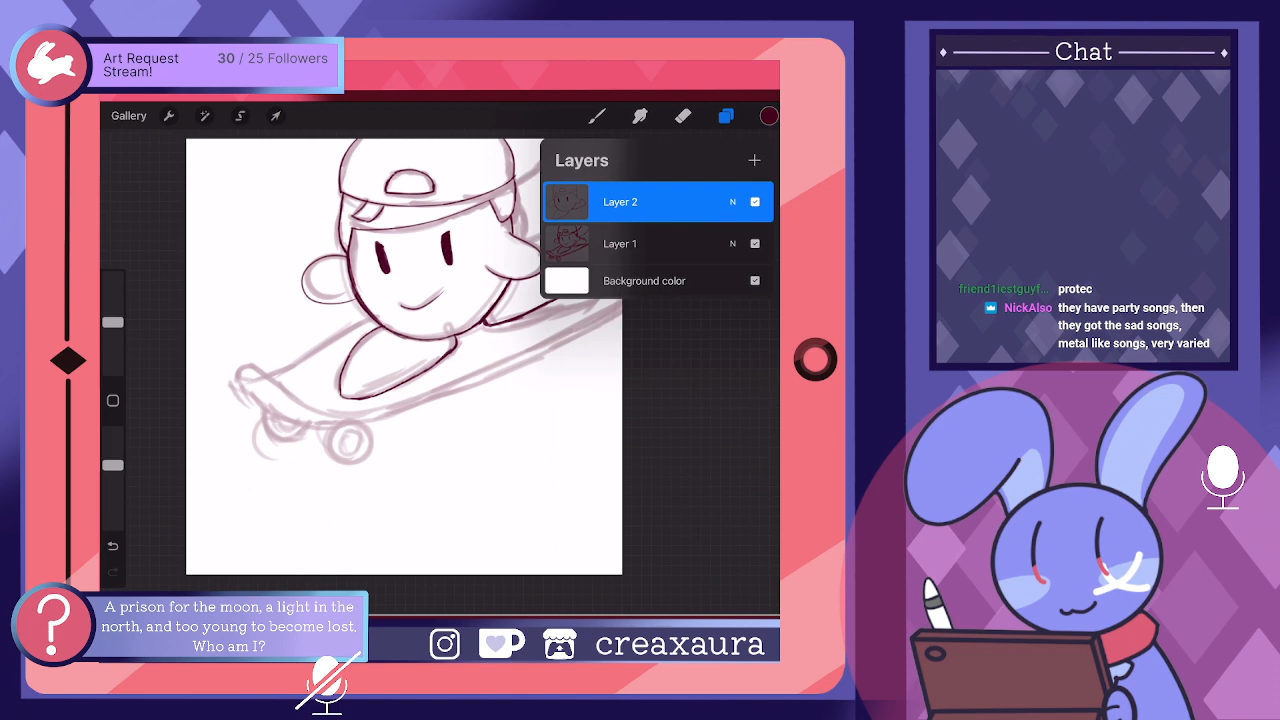 Art Request
Stream!
30 / 25 Followers
Gallery
Layers
Layer 2
N
Layer 1
N
Background color
Chat
friend1iestguyf... protec
NickAlso they have party songs, then
they got the sad songs,
metal like songs, very varied
A prison for the moon, a light in the
north, and too young to become lost.
Who am I?
creaxaura